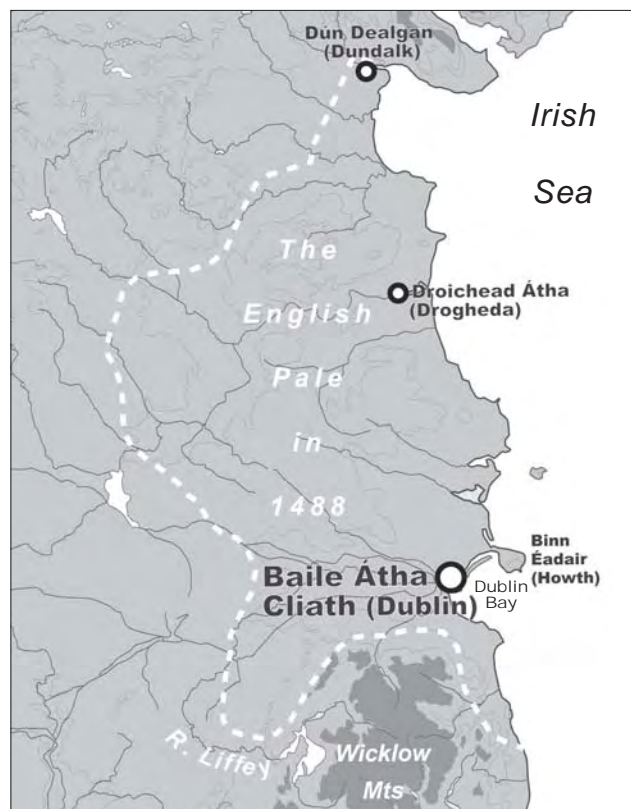 Dún Dealgan
(Dundalk)
Irish
Sea
The
English
Pale
in
1488
Droichead Átha
(Drogheda)
Binn
Éadair
(Howth)
Baile Átha
Cliath (Dublin)
Dublin
Bay
R. Liffey
Wicklow
Mts